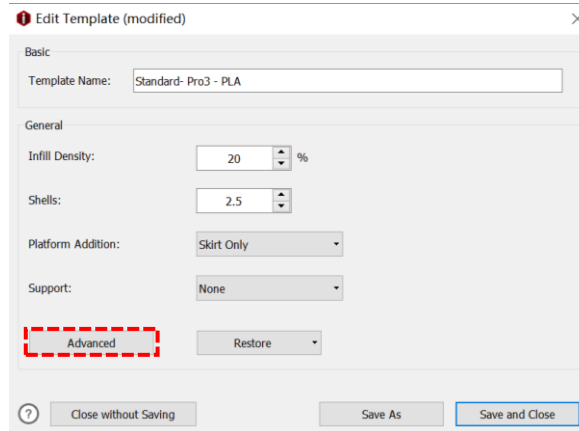 Edit Template (modified)
Basic
Template Name: Standard- Pro3 - PLA
General
Infill Density: 20 %
Shells: 2.5
Platform Addition: Skirt Only
Support: None
Advanced Restore
? Close without Saving Save As Save and Close